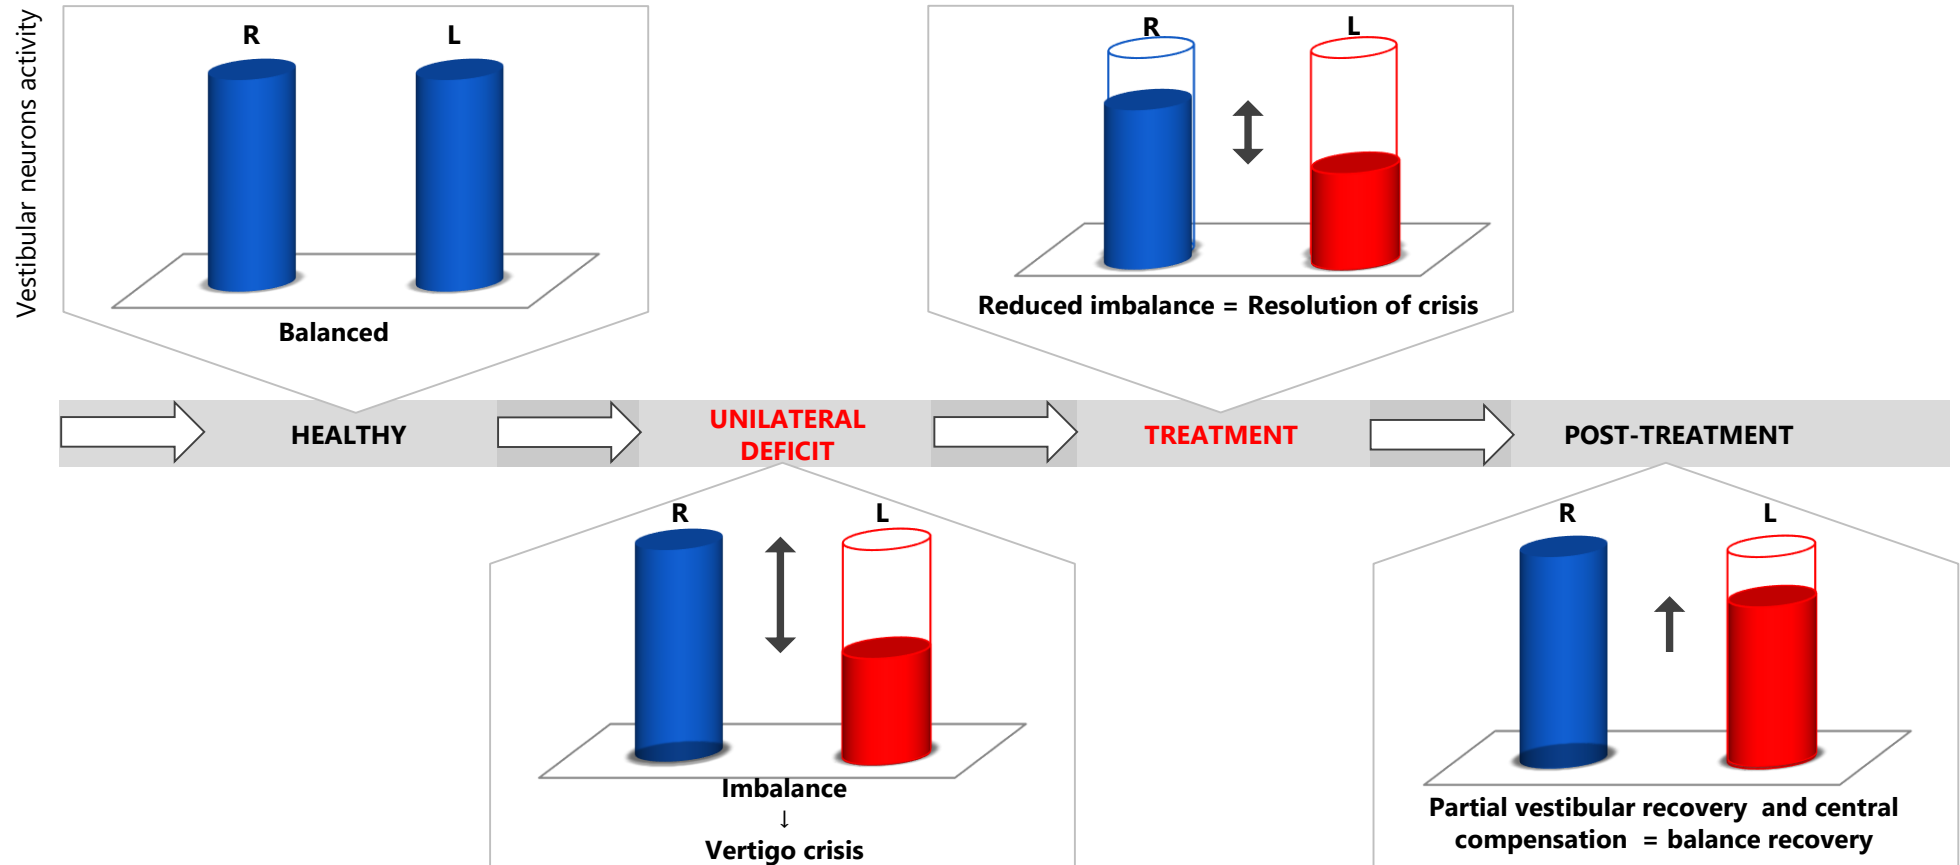 Vestibular neurons activity
R
L
Balanced
R
L
Reduced imbalance = Resolution of crisis
HEALTHY
UNILATERAL
DEFICIT
TREATMENT
POST-TREATMENT
R
L
Imbalance
↓
Vertigo crisis
R
L
Partial vestibular recovery and central
compensation = balance recovery